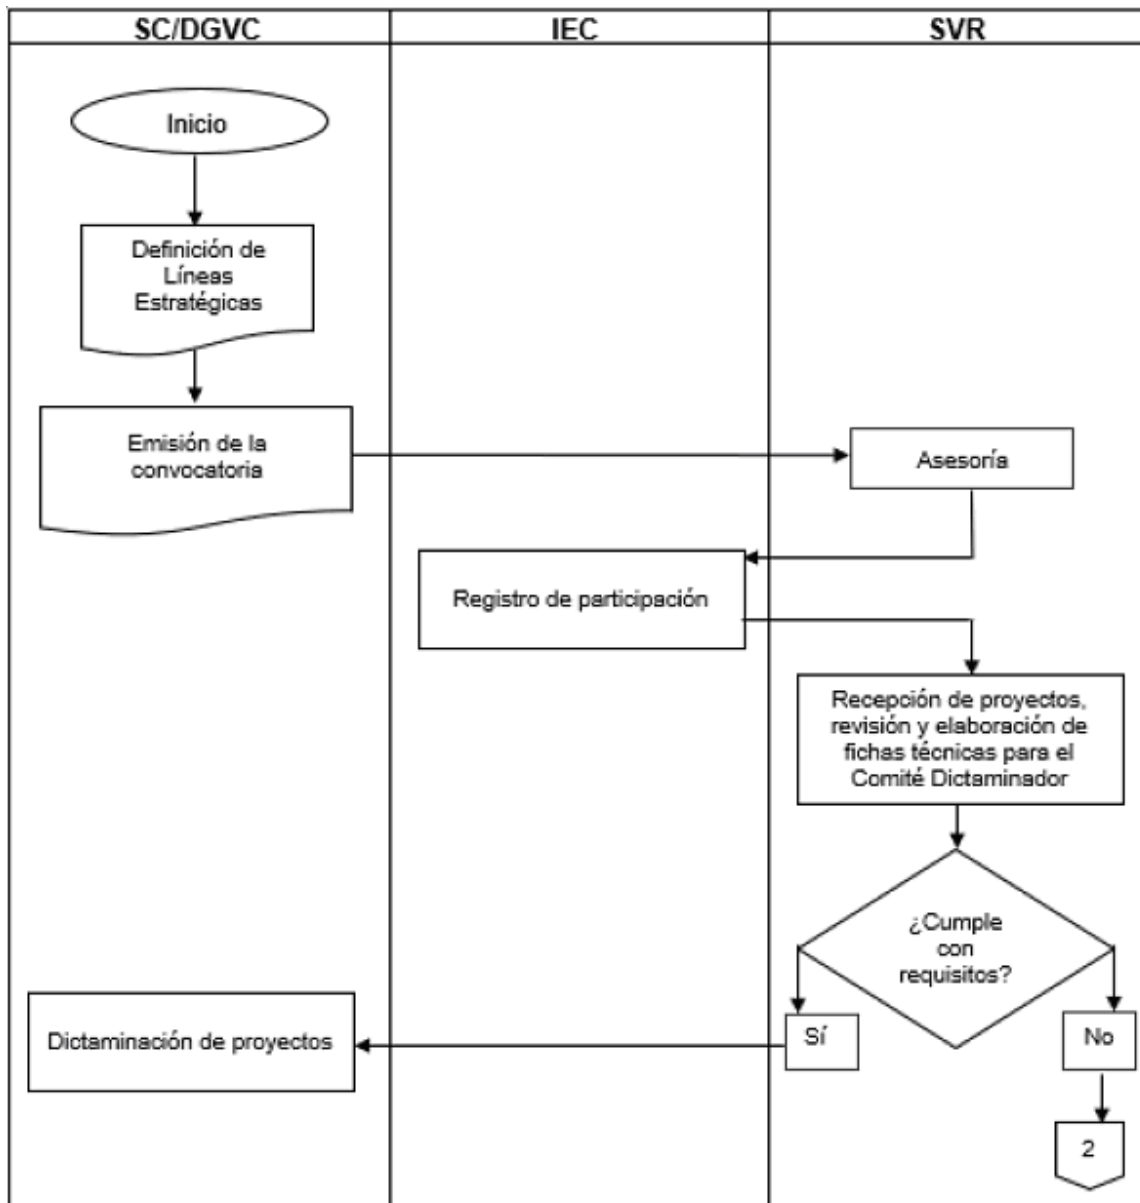 SC/DGVC
IEC
SVR
Inicio
Definición de
Líneas
Estratégicas
Emisión de la
convocatoria
Asesoría
Registro de participación
Recepción de proyectos,
revisión y elaboración de
fichas técnicas para el
Comité Dictaminador
¿Cumple
con
requisitos?
Sí
No
Dictaminación de proyectos
2